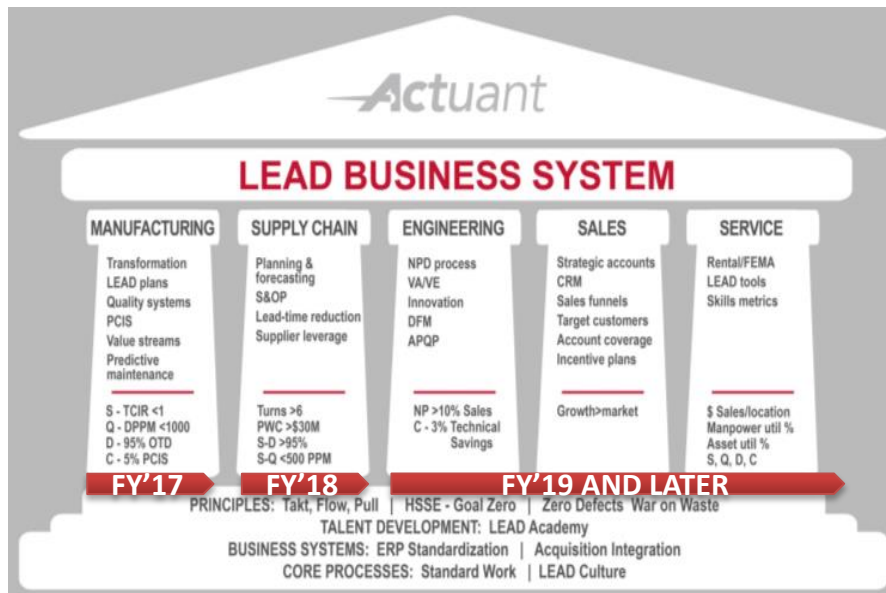 Actuant
LEAD BUSINESS SYSTEM
MANUFACTURING
Transformation
LEAD plans
Quality systems
PCIS
Value streams
Predictive
maintenance
S - TCIR <1
Q - DPPM <1000
D - 95% OTD
C - 5% PCIS
FY'17
SUPPLY CHAIN
Planning &
forecasting
S&OP
Lead-time reduction
Supplier leverage
Turns >6
PWC >$30M
S-D >95%
S-Q <500 PPM
FY'18
ENGINEERING
NPD process
VA/VE
Innovation
DFM
APQP
NP >10% Sales
C - 3% Technical
Savings
SALES
Strategic accounts
CRM
Sales funnels
Target customers
Account coverage
Incentive plans
Growth>market
SERVICE
Rental/FEMA
LEAD tools
Skills metrics
$ Sales/location
Manpower util %
Asset util %
S, Q, D, C
FY'19 AND LATER
PRINCIPLES: Takt, Flow, Pull | HSSE - Goal Zero | Zero Defects War on Waste
TALENT DEVELOPMENT: LEAD Academy
BUSINESS SYSTEMS: ERP Standardization | Acquisition Integration
CORE PROCESSES: Standard Work | LEAD Culture